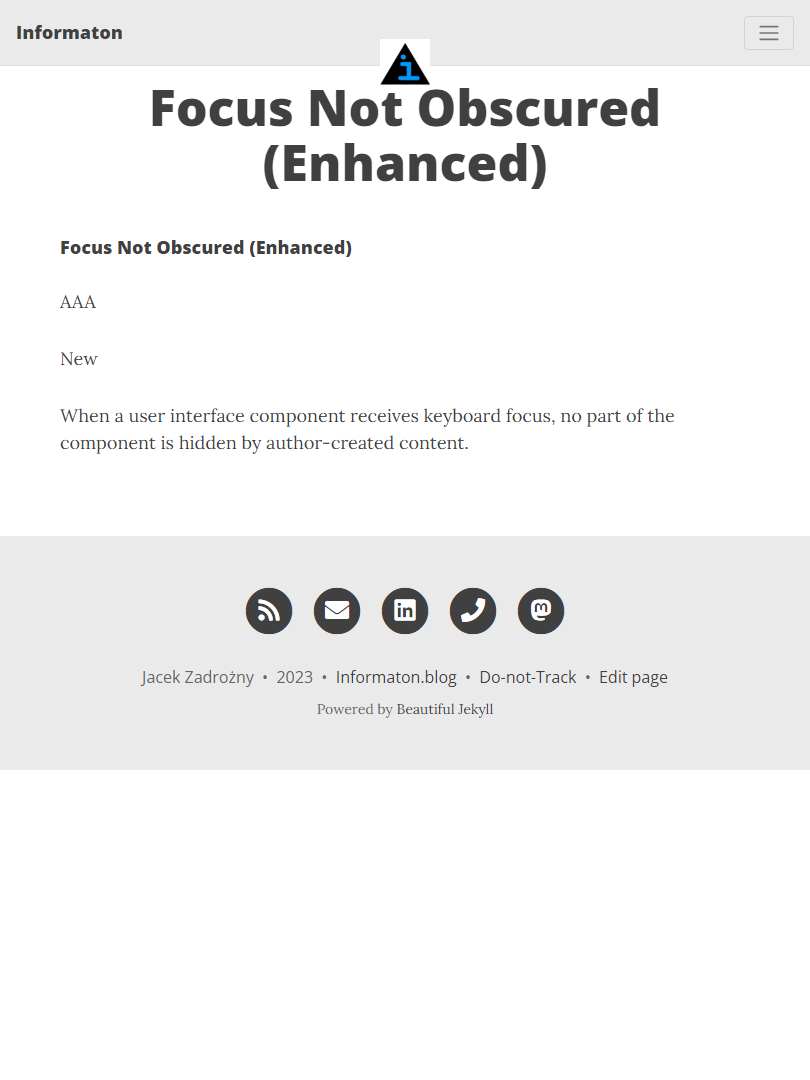 Informaton
Focus Not Obscured
(Enhanced)
Focus Not Obscured (Enhanced)
AAA
New
When a user interface component receives keyboard focus, no part of the
component is hidden by author-created content.
Jacek Zadrożny • 2023 • Informaton.blog • Do-not-Track • Edit page
Powered by Beautiful Jekyll